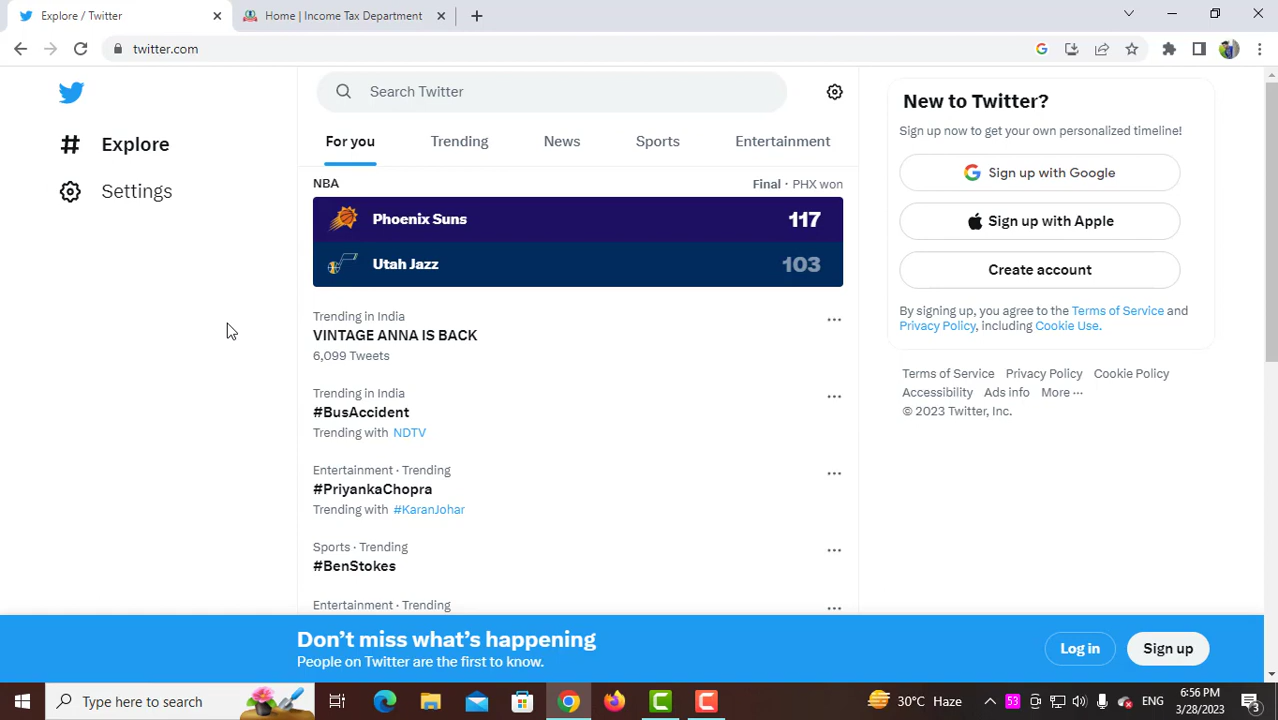 Explore / Twitter
Home | Income Tax Department
twitter.com
Explore
Settings
Search Twitter
For you
Trending
News
Sports
Entertainment
NBA
Final · PHX won
Phoenix Suns
117
Utah Jazz
103
Trending in India
VINTAGE ANNA IS BACK
6,099 Tweets
Trending in India
#BusAccident
Trending with NDTV
Entertainment · Trending
#PriyankaChopra
Trending with #KaranJohar
Sports · Trending
#BenStokes
Entertainment · Trending
New to Twitter?
Sign up now to get your own personalized timeline!
Sign up with Google
Sign up with Apple
Create account
By signing up, you agree to the Terms of Service and
Privacy Policy, including Cookie Use.
Terms of Service Privacy Policy Cookie Policy
Accessibility Ads info More ···
© 2023 Twitter, Inc.
Don't miss what's happening
People on Twitter are the first to know.
Log in
Sign up
Type here to search
30°C Haze
53
ENG
6:56 PM
3/28/2023
3